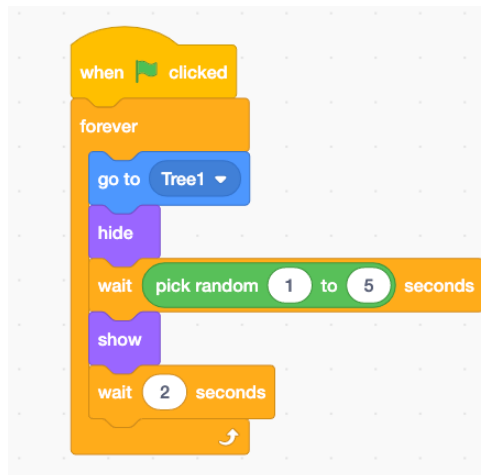 when clicked
forever
go to Tree1
hide
wait pick random 1 to 5 seconds
show
wait 2 seconds